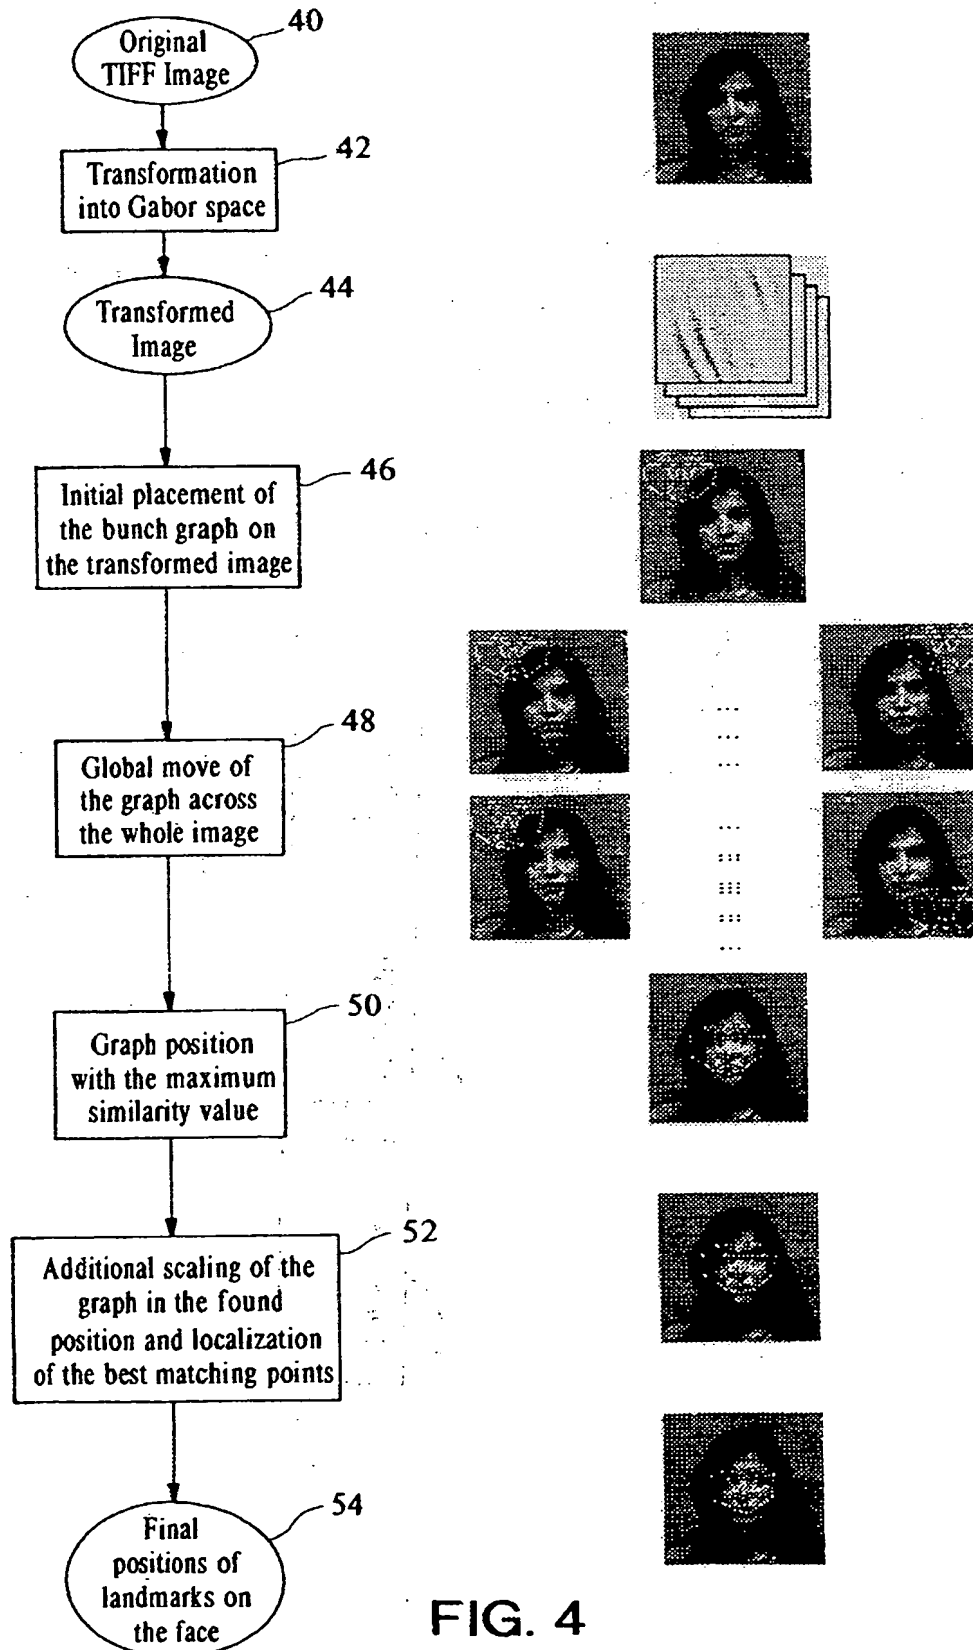 40
Original
TIFF Image
42
Transformation
into Gabor space
44
Transformed
Image
46
Initial placement of
the bunch graph on
the transformed image
48
Global move of
the graph across
the whole image
50
Graph position
with the maximum
similarity value
52
Additional scaling of the
graph in the found
position and localization
of the best matching points
54
Final
positions of
landmarks on
the face
FIG. 4